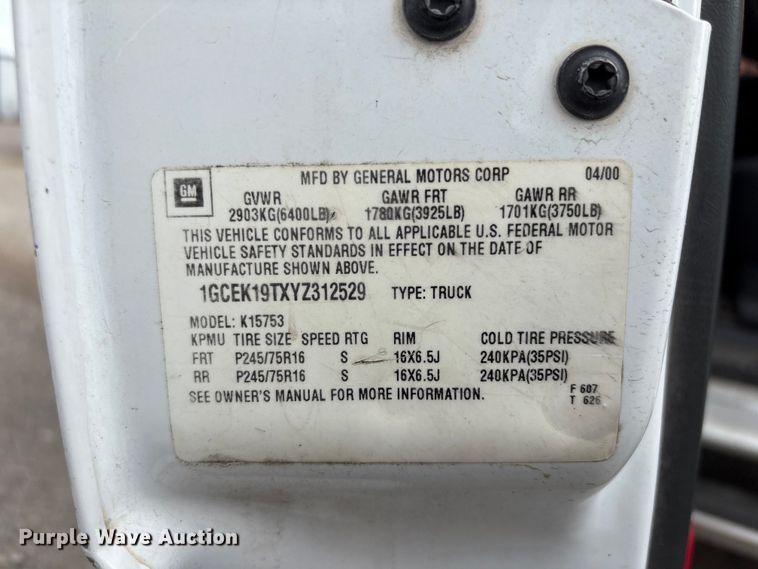 GM
MFD BY GENERAL MOTORS CORP 04/00
GVWR GAWR FRT GAWR RR
2903KG(6400LB) 1780KG(3925LB) 1701KG(3750LB)
THIS VEHICLE CONFORMS TO ALL APPLICABLE U.S. FEDERAL MOTOR
VEHICLE SAFETY STANDARDS IN EFFECT ON THE DATE OF
MANUFACTURE SHOWN ABOVE.
1GCEK19TXYZ312529 TYPE: TRUCK
MODEL: K15753
KPMU TIRE SIZE SPEED RTG RIM COLD TIRE PRESSURE
FRT P245/75R16 S 16X6.5J 240KPA(35PSI)
RR P245/75R16 S 16X6.5J 240KPA(35PSI)
SEE OWNER'S MANUAL FOR MORE INFORMATION.
F 607
T 626
Purple Wave Auction